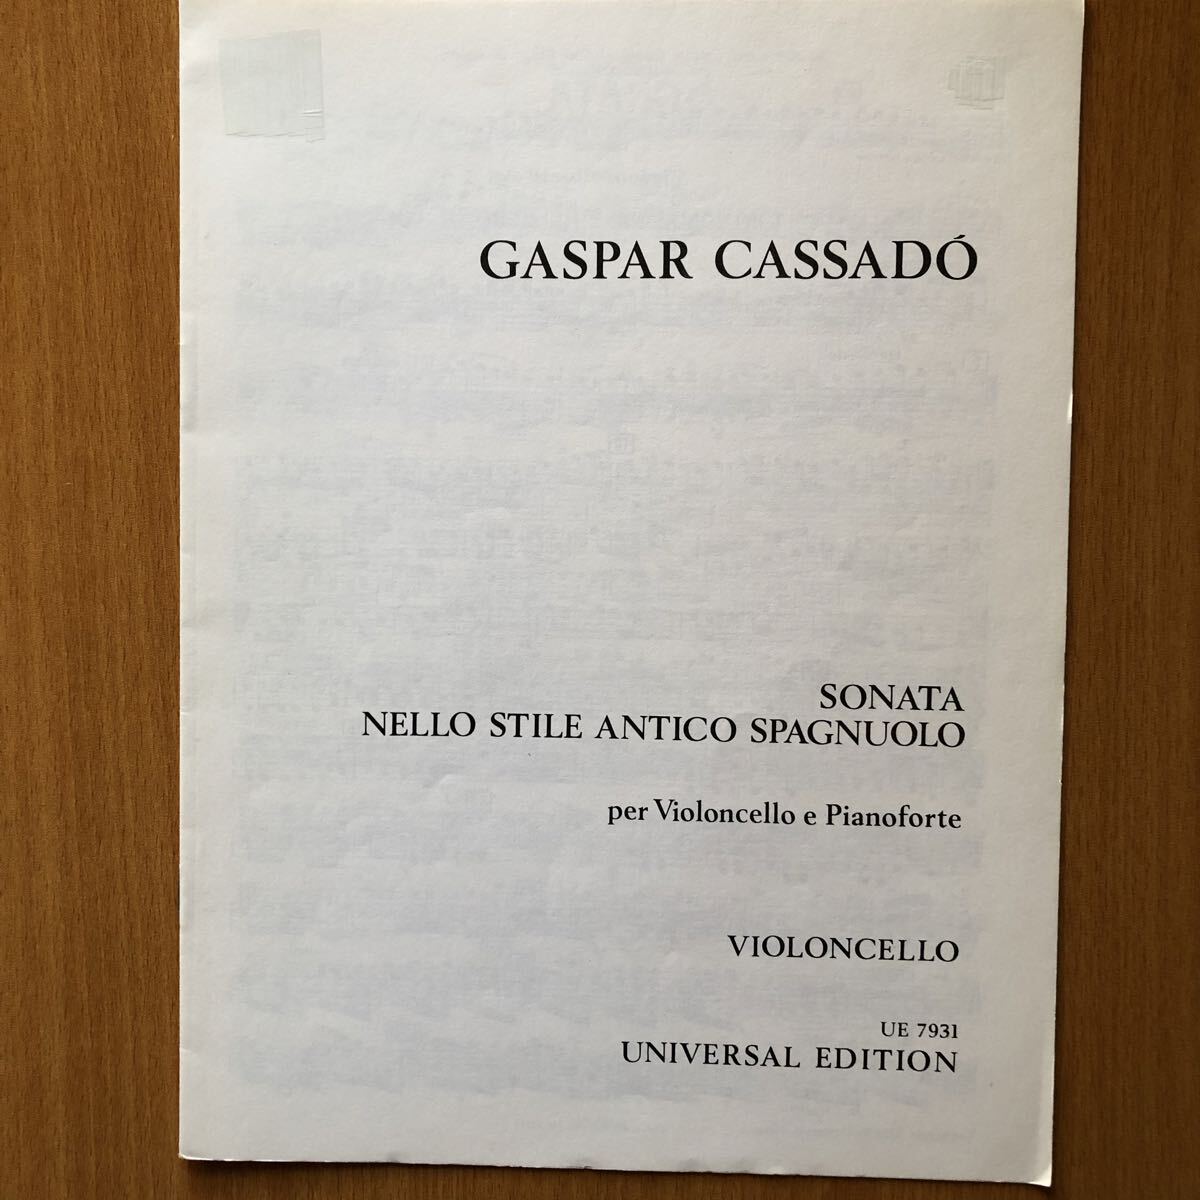 GASPAR CASSADÓ
SONATA
NELLO STILE ANTICO SPAGNUOLO
per Violoncello e Pianoforte
VIOLONCELLO
UE 7931
UNIVERSAL EDITION